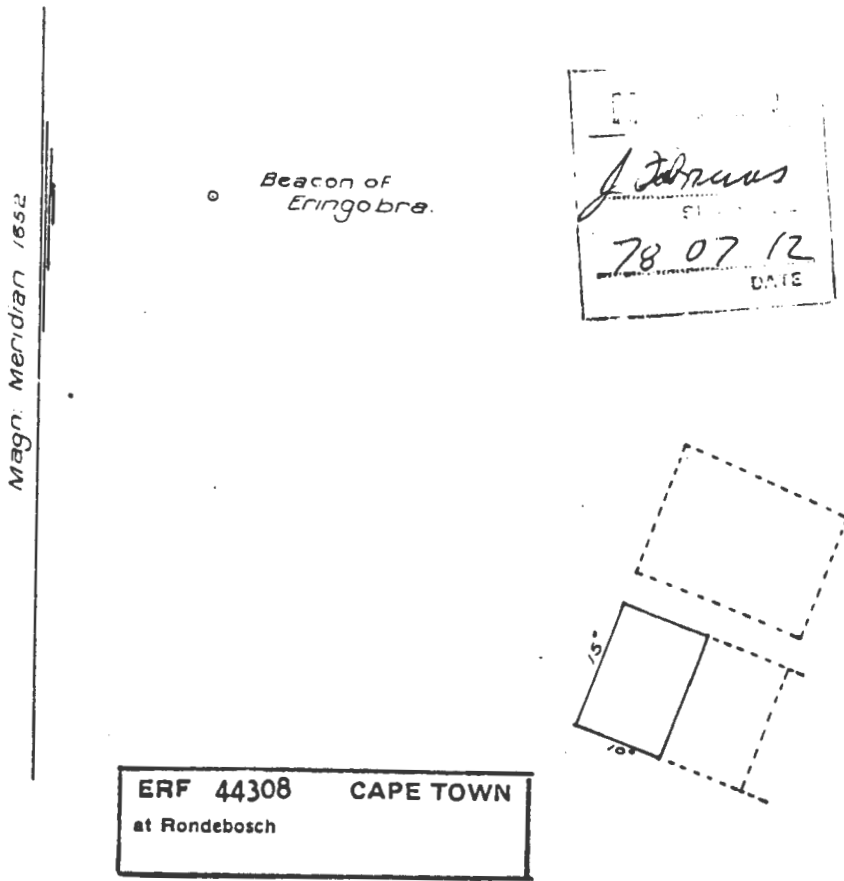 Magn: Meridian 1852
Beacon of
Eringobra.
78 07 12
DATE
15°
10°
ERF 44308 CAPE TOWN
at Rondebosch